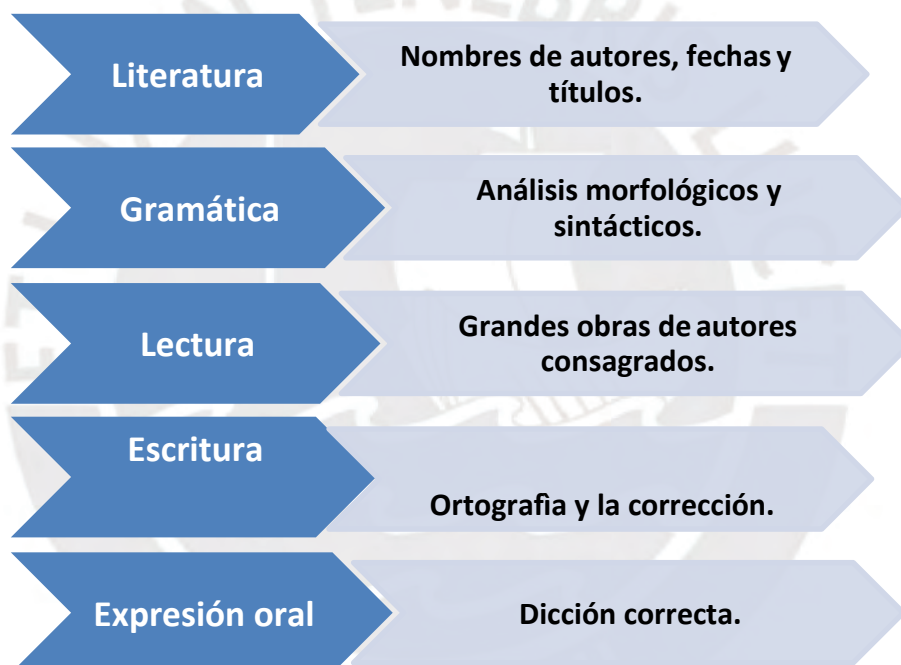 Literatura
Nombres de autores, fechas y
títulos.
Gramática
Análisis morfológicos y
sintácticos.
Lectura
Grandes obras de autores
consagrados.
Escritura
Ortografìa y la corrección.
Expresión oral
Dicción correcta.